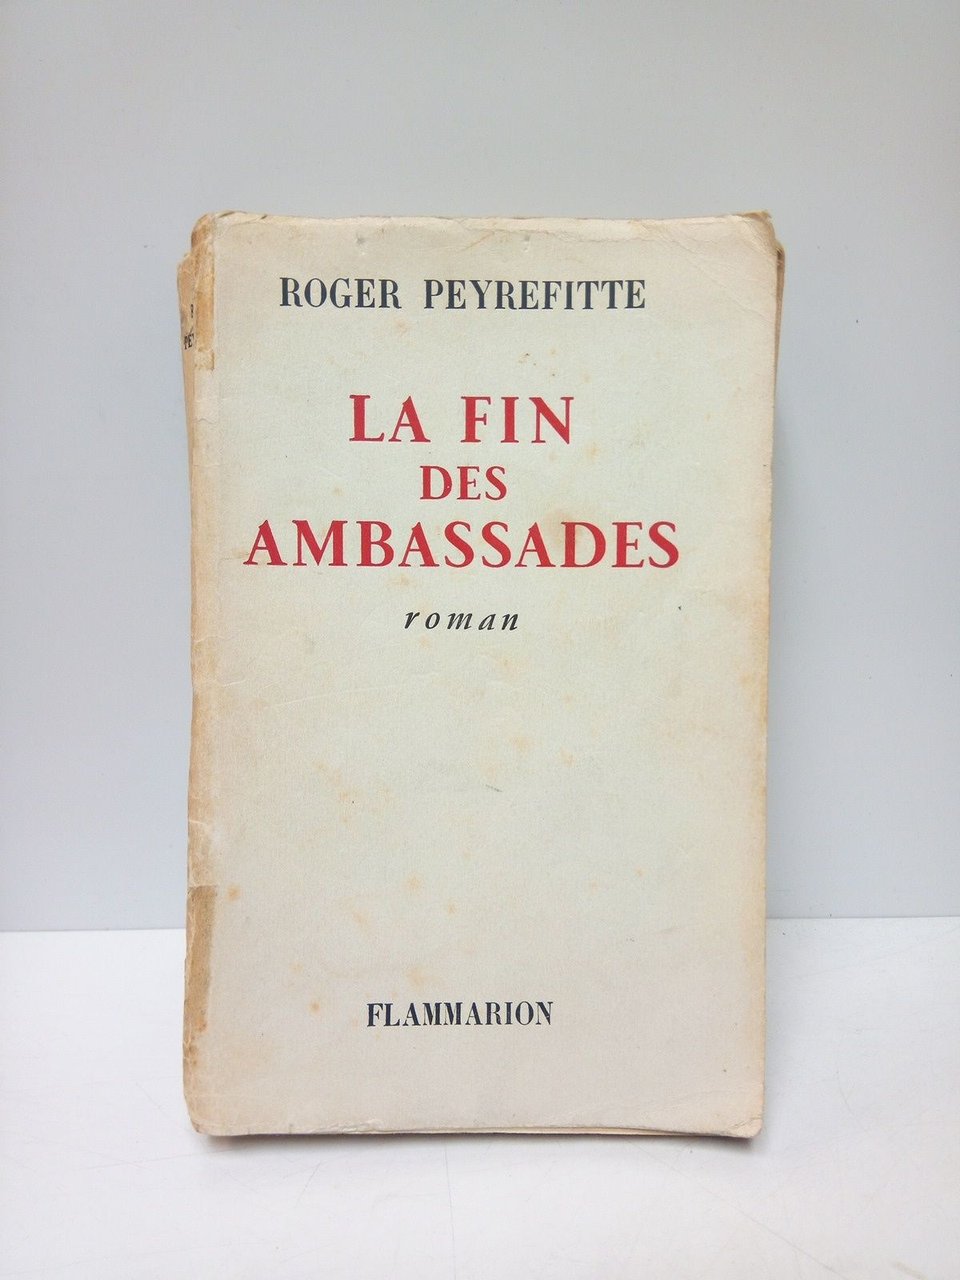 ROGER PEYREFITTE
LA FIN
DES
AMBASSADES
roman
FLAMMARION